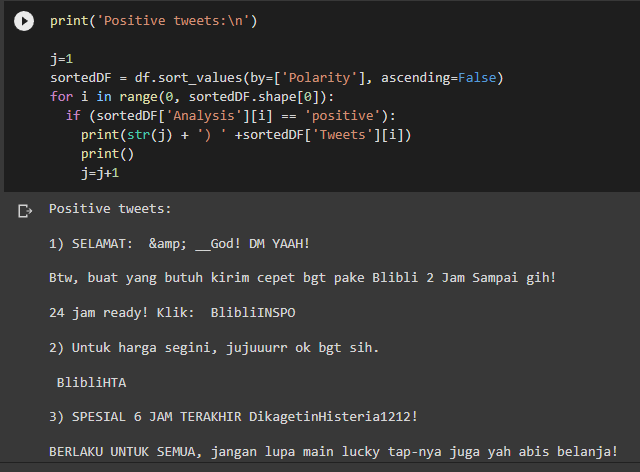 print('Positive tweets:\n')
j=1
sortedDF = df.sort_values(by=['Polarity'], ascending=False)
for i in range(0, sortedDF.shape[0]):
  if (sortedDF['Analysis'][i] == 'positive'):
    print(str(j) + ') ' +sortedDF['Tweets'][i])
    print()
    j=j+1
Positive tweets:
1) SELAMAT:  &amp; __God! DM YAAH!
Btw, buat yang butuh kirim cepet bgt pake Blibli 2 Jam Sampai gih!
24 jam ready! Klik:  BlibliINSPO
2) Untuk harga segini, jujuuurr ok bgt sih.
 BlibliHTA
3) SPESIAL 6 JAM TERAKHIR DikagetinHisteria1212!
BERLAKU UNTUK SEMUA, jangan lupa main lucky tap-nya juga yah abis belanja!